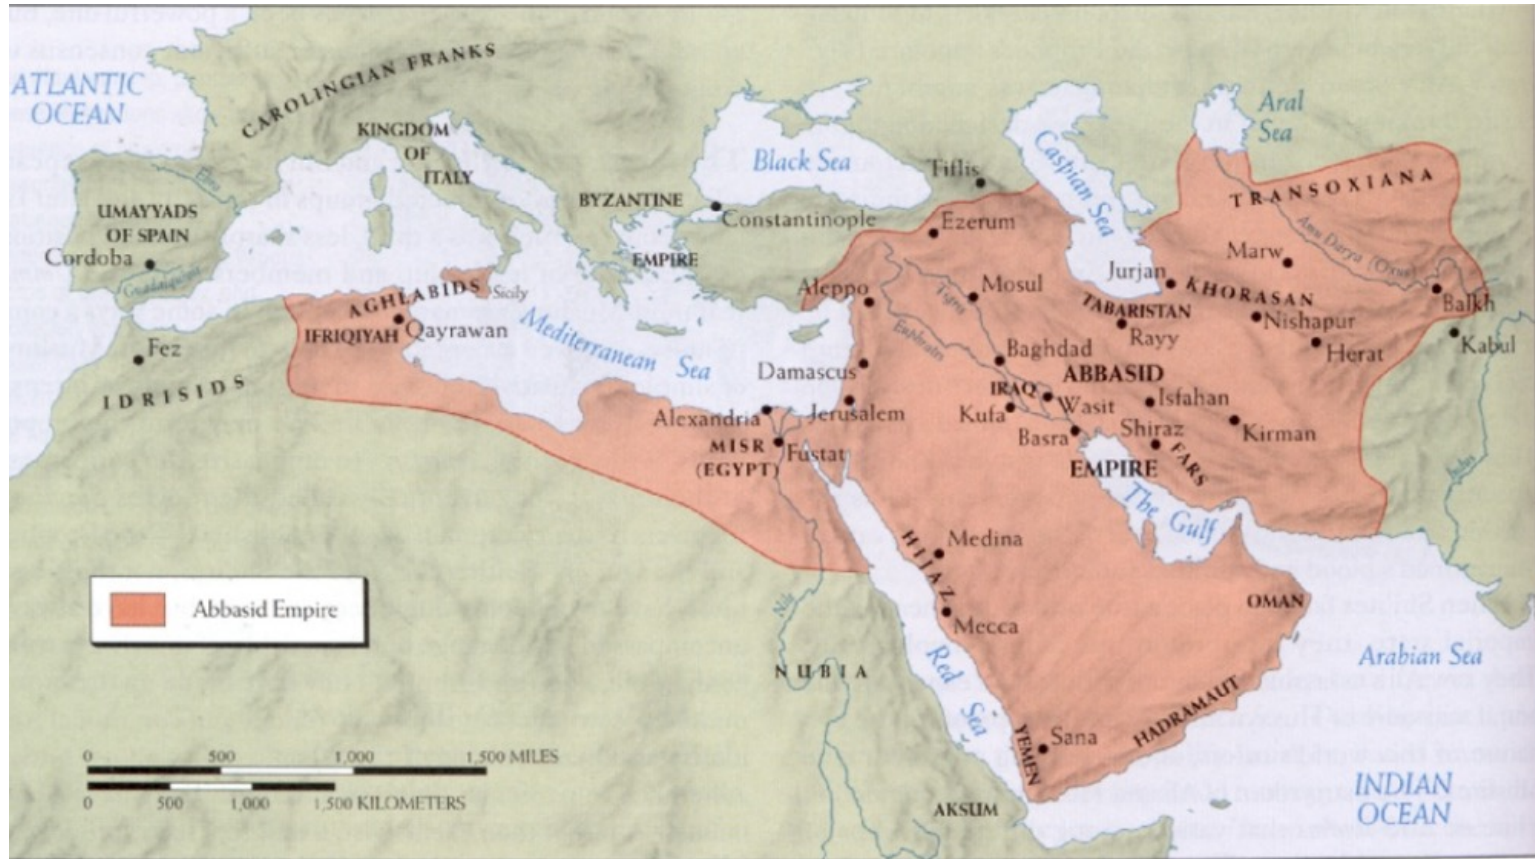 ATLANTIC
OCEAN
CAROLINGIAN FRANKS
KINGDOM
OF
ITALY
Black Sea
Caspian Sea
Aral
Sea
Tiflis
BYZANTINE
Constantinople
EMPIRE
Ezerum
TRANSOXIANA
Ebro
UMAYYADS
OF SPAIN
Cordoba
Marw
Amu Darya (Oxus)
Jurjan
KHORASAN
Balkh
Aleppo
Mosul
Tigris
TABARISTAN
Nishapur
AGHLABIDS
Sicily
IFRIQIYAH
Qayrawan
Mediterranean Sea
Euphrates
Rayy
Herat
Kabul
Fez
IDRISIDS
Damascus
Baghdad
ABBASID
IRAQ
Isfahan
Alexandria
Jerusalem
Kufa
Wasit
Kirman
MISR
(EGYPT)
Fustat
Basra
Shiraz
FARS
EMPIRE
The Gulf
Indus
Medina
HIJAZ
Mecca
OMAN
Abbasid Empire
Nile
NUBIA
Red
Sea
Arabian Sea
HADRAMAUT
YEMEN
Sana
AKSUM
INDIAN
OCEAN
0 500 1,000 1,500 MILES
0 500 1,000 1,500 KILOMETERS